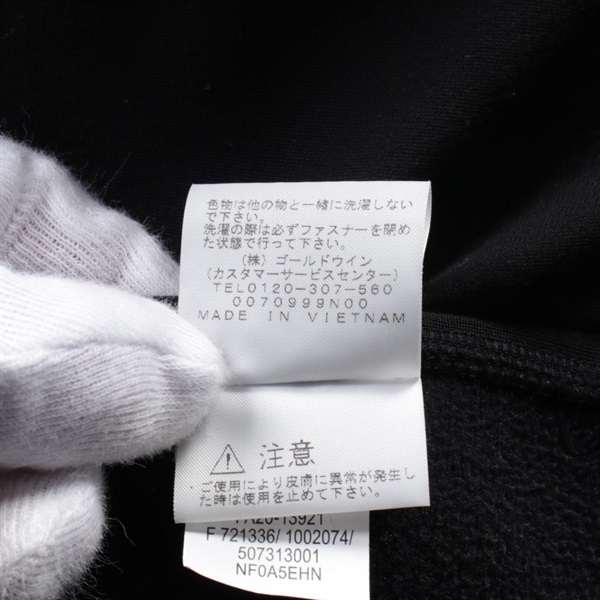 色物は他の物と一緒に洗濯しない
で下さい。
洗濯の際は必ずファスナーを閉め
た状態で行って下さい。
(株)ゴールドウイン
(カスタマーサービスセンター)
TEL0120-307-560
0070999N00
MADE IN VIETNAM
注意
・ご使用により皮膚に異常が発生し
た時は使用を止めて下さい。
FA20-13921
F 721336/ 1002074/
507313001
NF0A5EHN